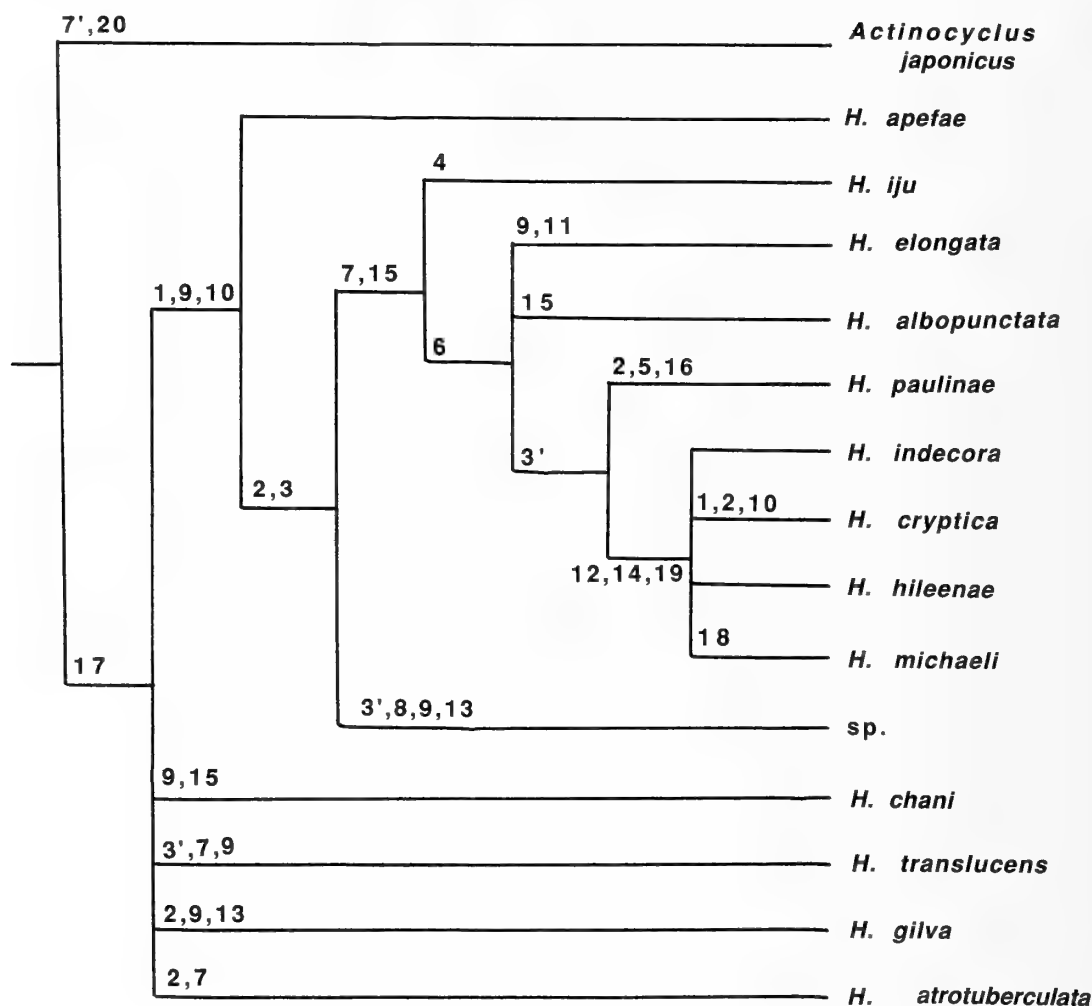 7',20
Actinocyclus
japonicus
H. apefae
4
H. iju
9,11
H. elongata
7,15
1,9,10
15
H. albopunctata
6
2,5,16
H. paulinae
3'
H. indecora
2,3
1,2,10
H. cryptica
12,14,19
H. hileenae
18
H. michaeli
17
3',8,9,13
sp.
9,15
H. chani
3',7,9
H. translucens
2,9,13
H. gilva
2,7
H. atrotuberculata